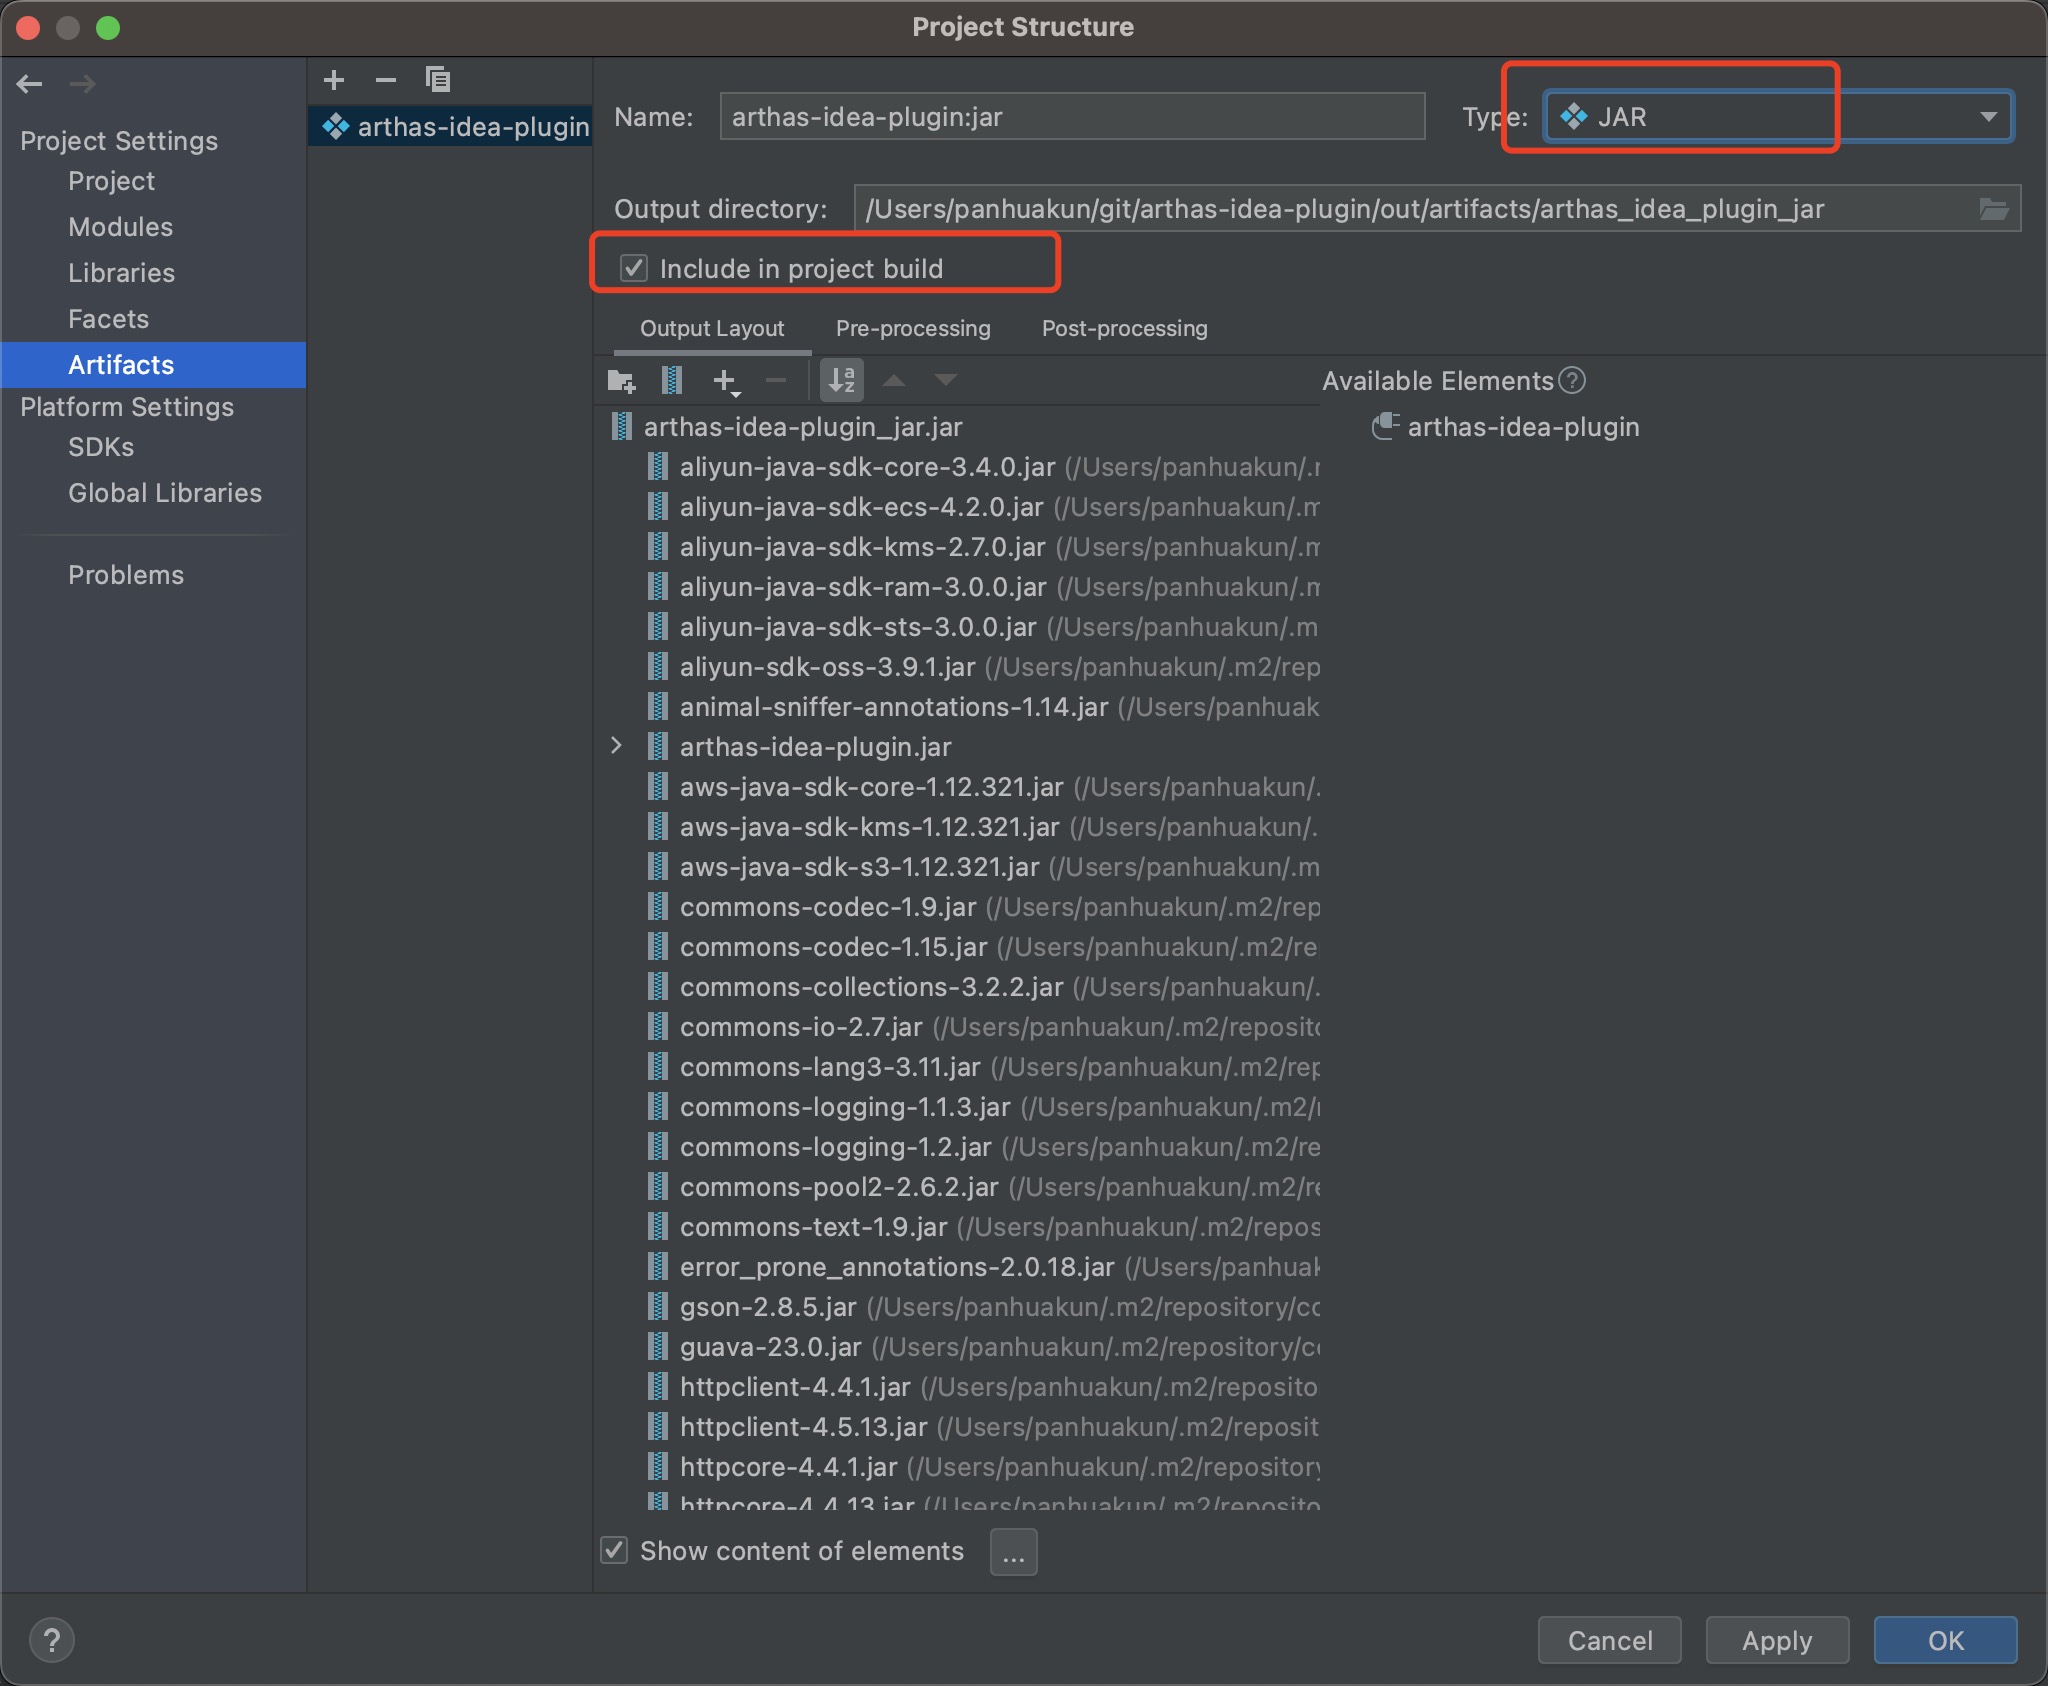 Project Structure
Project Settings
Project
Modules
Libraries
Facets
Artifacts
Platform Settings
SDKs
Global Libraries
Problems
arthas-idea-plugin
Name: arthas-idea-plugin:jar
Type: JAR
Output directory: /Users/panhuakun/git/arthas-idea-plugin/out/artifacts/arthas_idea_plugin_jar
Include in project build
Output Layout Pre-processing Post-processing
Available Elements ?
arthas-idea-plugin
arthas-idea-plugin_jar.jar
aliyun-java-sdk-core-3.4.0.jar (/Users/panhuakun/.
aliyun-java-sdk-ecs-4.2.0.jar (/Users/panhuakun/.m
aliyun-java-sdk-kms-2.7.0.jar (/Users/panhuakun/.m
aliyun-java-sdk-ram-3.0.0.jar (/Users/panhuakun/.m
aliyun-java-sdk-sts-3.0.0.jar (/Users/panhuakun/.m
aliyun-sdk-oss-3.9.1.jar (/Users/panhuakun/.m2/rep
animal-sniffer-annotations-1.14.jar (/Users/panhuak
arthas-idea-plugin.jar
aws-java-sdk-core-1.12.321.jar (/Users/panhuakun/.
aws-java-sdk-kms-1.12.321.jar (/Users/panhuakun/.
aws-java-sdk-s3-1.12.321.jar (/Users/panhuakun/.m
commons-codec-1.9.jar (/Users/panhuakun/.m2/rep
commons-codec-1.15.jar (/Users/panhuakun/.m2/re
commons-collections-3.2.2.jar (/Users/panhuakun/.
commons-io-2.7.jar (/Users/panhuakun/.m2/reposito
commons-lang3-3.11.jar (/Users/panhuakun/.m2/rep
commons-logging-1.1.3.jar (/Users/panhuakun/.m2/
commons-logging-1.2.jar (/Users/panhuakun/.m2/re
commons-pool2-2.6.2.jar (/Users/panhuakun/.m2/re
commons-text-1.9.jar (/Users/panhuakun/.m2/repos
error_prone_annotations-2.0.18.jar (/Users/panhuak
gson-2.8.5.jar (/Users/panhuakun/.m2/repository/co
guava-23.0.jar (/Users/panhuakun/.m2/repository/co
httpclient-4.4.1.jar (/Users/panhuakun/.m2/reposito
httpclient-4.5.13.jar (/Users/panhuakun/.m2/reposit
httpcore-4.4.1.jar (/Users/panhuakun/.m2/repository
httpcore-4.4.13.jar (/Users/panhuakun/.m2/reposito
Show content of elements ...
? Cancel Apply OK